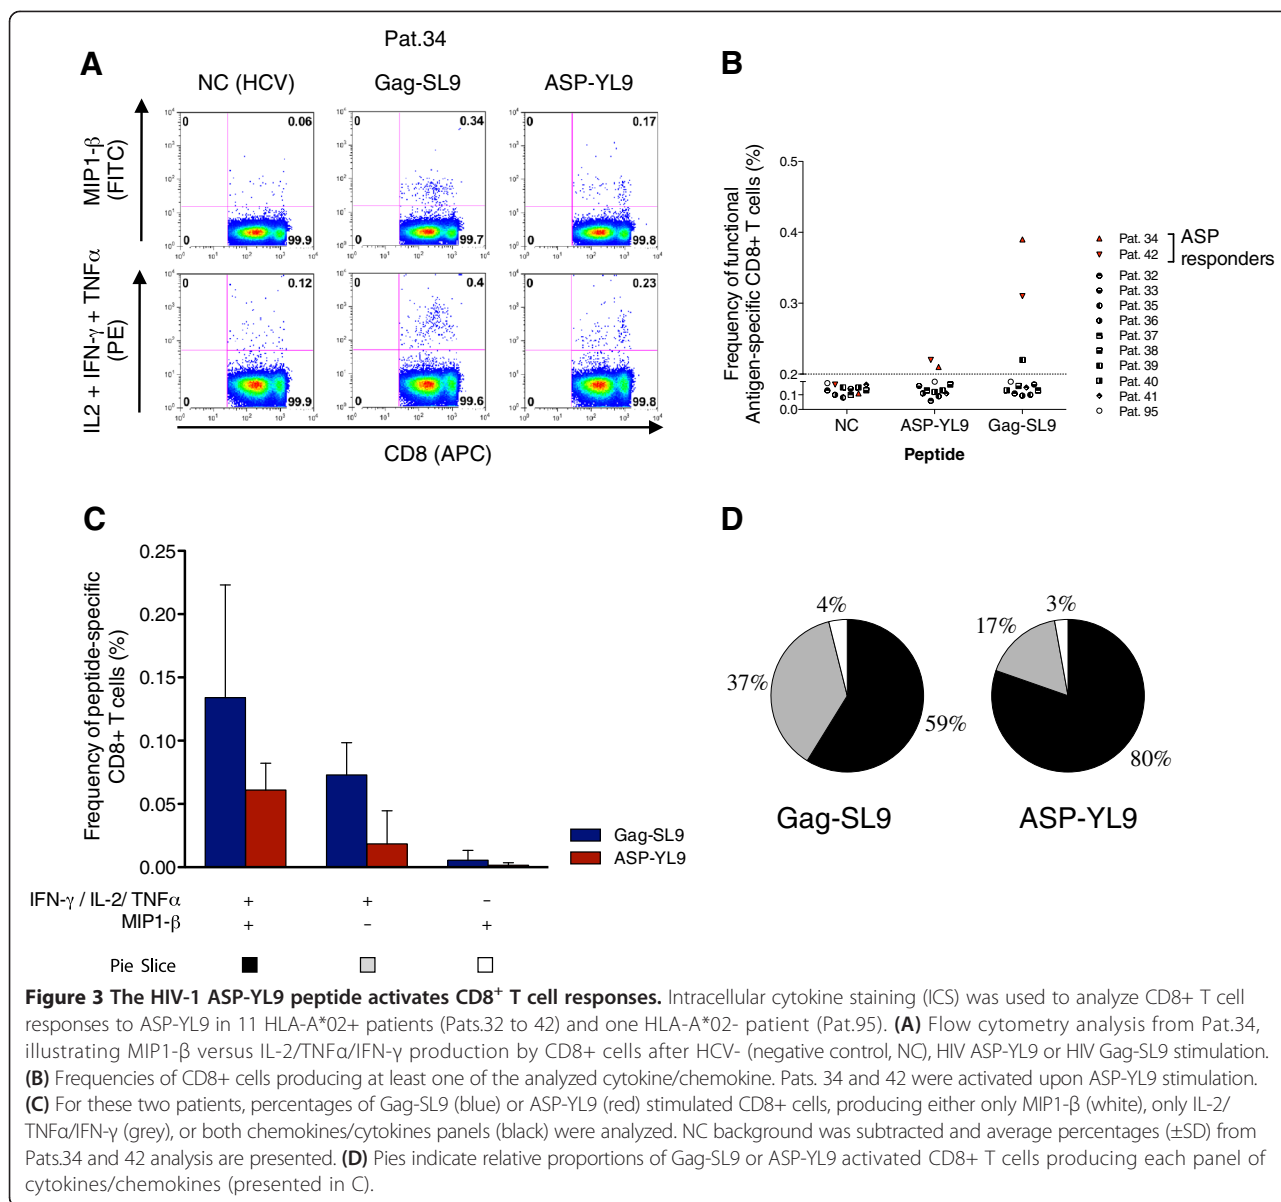 Pat.34
A
NC (HCV)
Gag-SL9
ASP-YL9
MIP1-β
(FITC)
10⁴
10³
10²
10¹
10⁰
0
0.06
0
99.9
0
0.34
0
99.7
0
0.17
0
99.8
IL2 + IFN-γ + TNFα
(PE)
0
0.12
0
99.9
0
0.4
0
99.6
0
0.23
0
99.8
10⁰ 10¹ 10² 10³ 10⁴
CD8 (APC)
B
Frequency of functional
Antigen-specific CD8+ T cells (%)
0.5
0.4
0.3
0.2
0.1
0.0
NC
ASP-YL9
Gag-SL9
Peptide
Pat. 34
Pat. 42
ASP
responders
Pat. 32
Pat. 33
Pat. 35
Pat. 36
Pat. 37
Pat. 38
Pat. 39
Pat. 40
Pat. 41
Pat. 95
C
Frequency of peptide-specific
CD8+ T cells (%)
0.25
0.20
0.15
0.10
0.05
0.00
Gag-SL9
ASP-YL9
IFN-γ / IL-2/ TNFα + + –
MIP1-β + – +
Pie Slice
D
4%
37%
59%
Gag-SL9
3%
17%
80%
ASP-YL9
Figure 3 The HIV-1 ASP-YL9 peptide activates CD8⁺ T cell responses. Intracellular cytokine staining (ICS) was used to analyze CD8+ T cell
responses to ASP-YL9 in 11 HLA-A*02+ patients (Pats.32 to 42) and one HLA-A*02- patient (Pat.95). (A) Flow cytometry analysis from Pat.34,
illustrating MIP1-β versus IL-2/TNFα/IFN-γ production by CD8+ cells after HCV- (negative control, NC), HIV ASP-YL9 or HIV Gag-SL9 stimulation.
(B) Frequencies of CD8+ cells producing at least one of the analyzed cytokine/chemokine. Pats. 34 and 42 were activated upon ASP-YL9 stimulation.
(C) For these two patients, percentages of Gag-SL9 (blue) or ASP-YL9 (red) stimulated CD8+ cells, producing either only MIP1-β (white), only IL-2/
TNFα/IFN-γ (grey), or both chemokines/cytokines panels (black) were analyzed. NC background was subtracted and average percentages (±SD) from
Pats.34 and 42 analysis are presented. (D) Pies indicate relative proportions of Gag-SL9 or ASP-YL9 activated CD8+ T cells producing each panel of
cytokines/chemokines (presented in C).